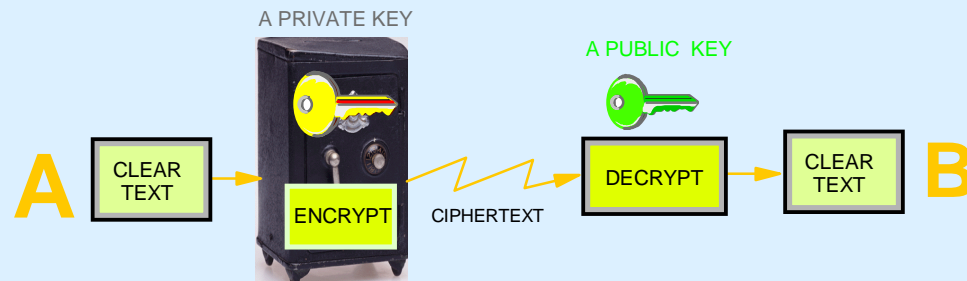 A PRIVATE KEY
A PUBLIC KEY
A
CLEAR
TEXT
ENCRYPT
CIPHERTEXT
DECRYPT
CLEAR
TEXT
B